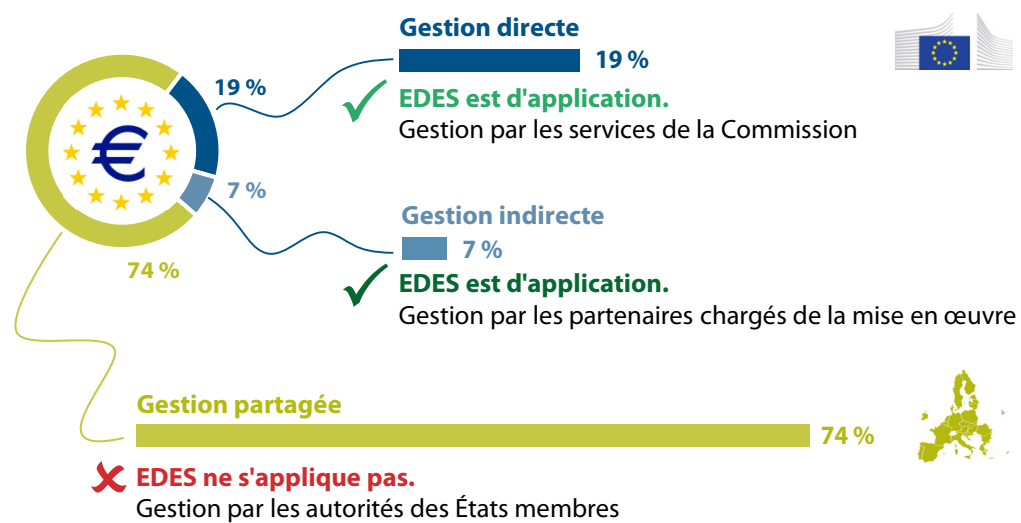 Gestion directe
19 %
19 %
EDES est d'application.
Gestion par les services de la Commission
€
7 %
Gestion indirecte
7 %
74 %
EDES est d'application.
Gestion par les partenaires chargés de la mise en œuvre
Gestion partagée
74 %
EDES ne s'applique pas.
Gestion par les autorités des États membres